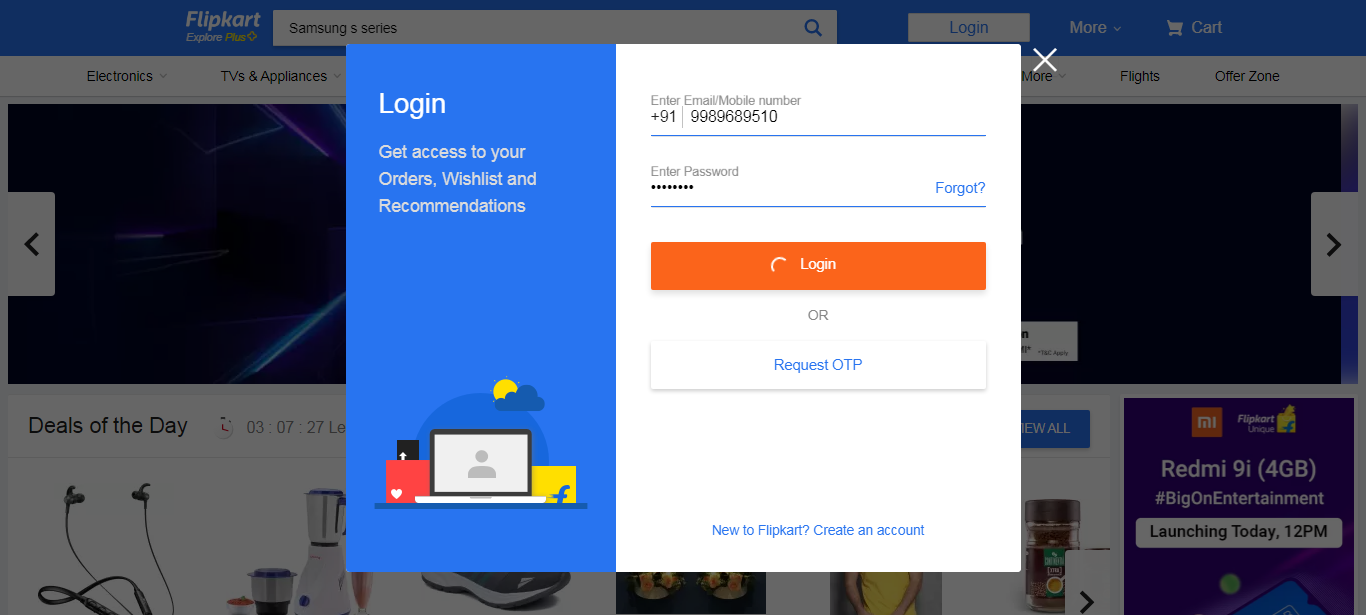 Flipkart
Explore Plus
Samsung s series
Login
More
Cart
Electronics
TVs & Appliances
More
Flights
Offer Zone
Login
Get access to your
Orders, Wishlist and
Recommendations
Enter Email/Mobile number
+91 9989689510
Enter Password
Forgot?
Login
OR
Request OTP
New to Flipkart? Create an account
*T&C Apply
Deals of the Day
03 : 07 : 27 Le
IEW ALL
mi
Flipkart
Unique
Redmi 9i (4GB)
#BigOnEntertainment
Launching Today, 12PM